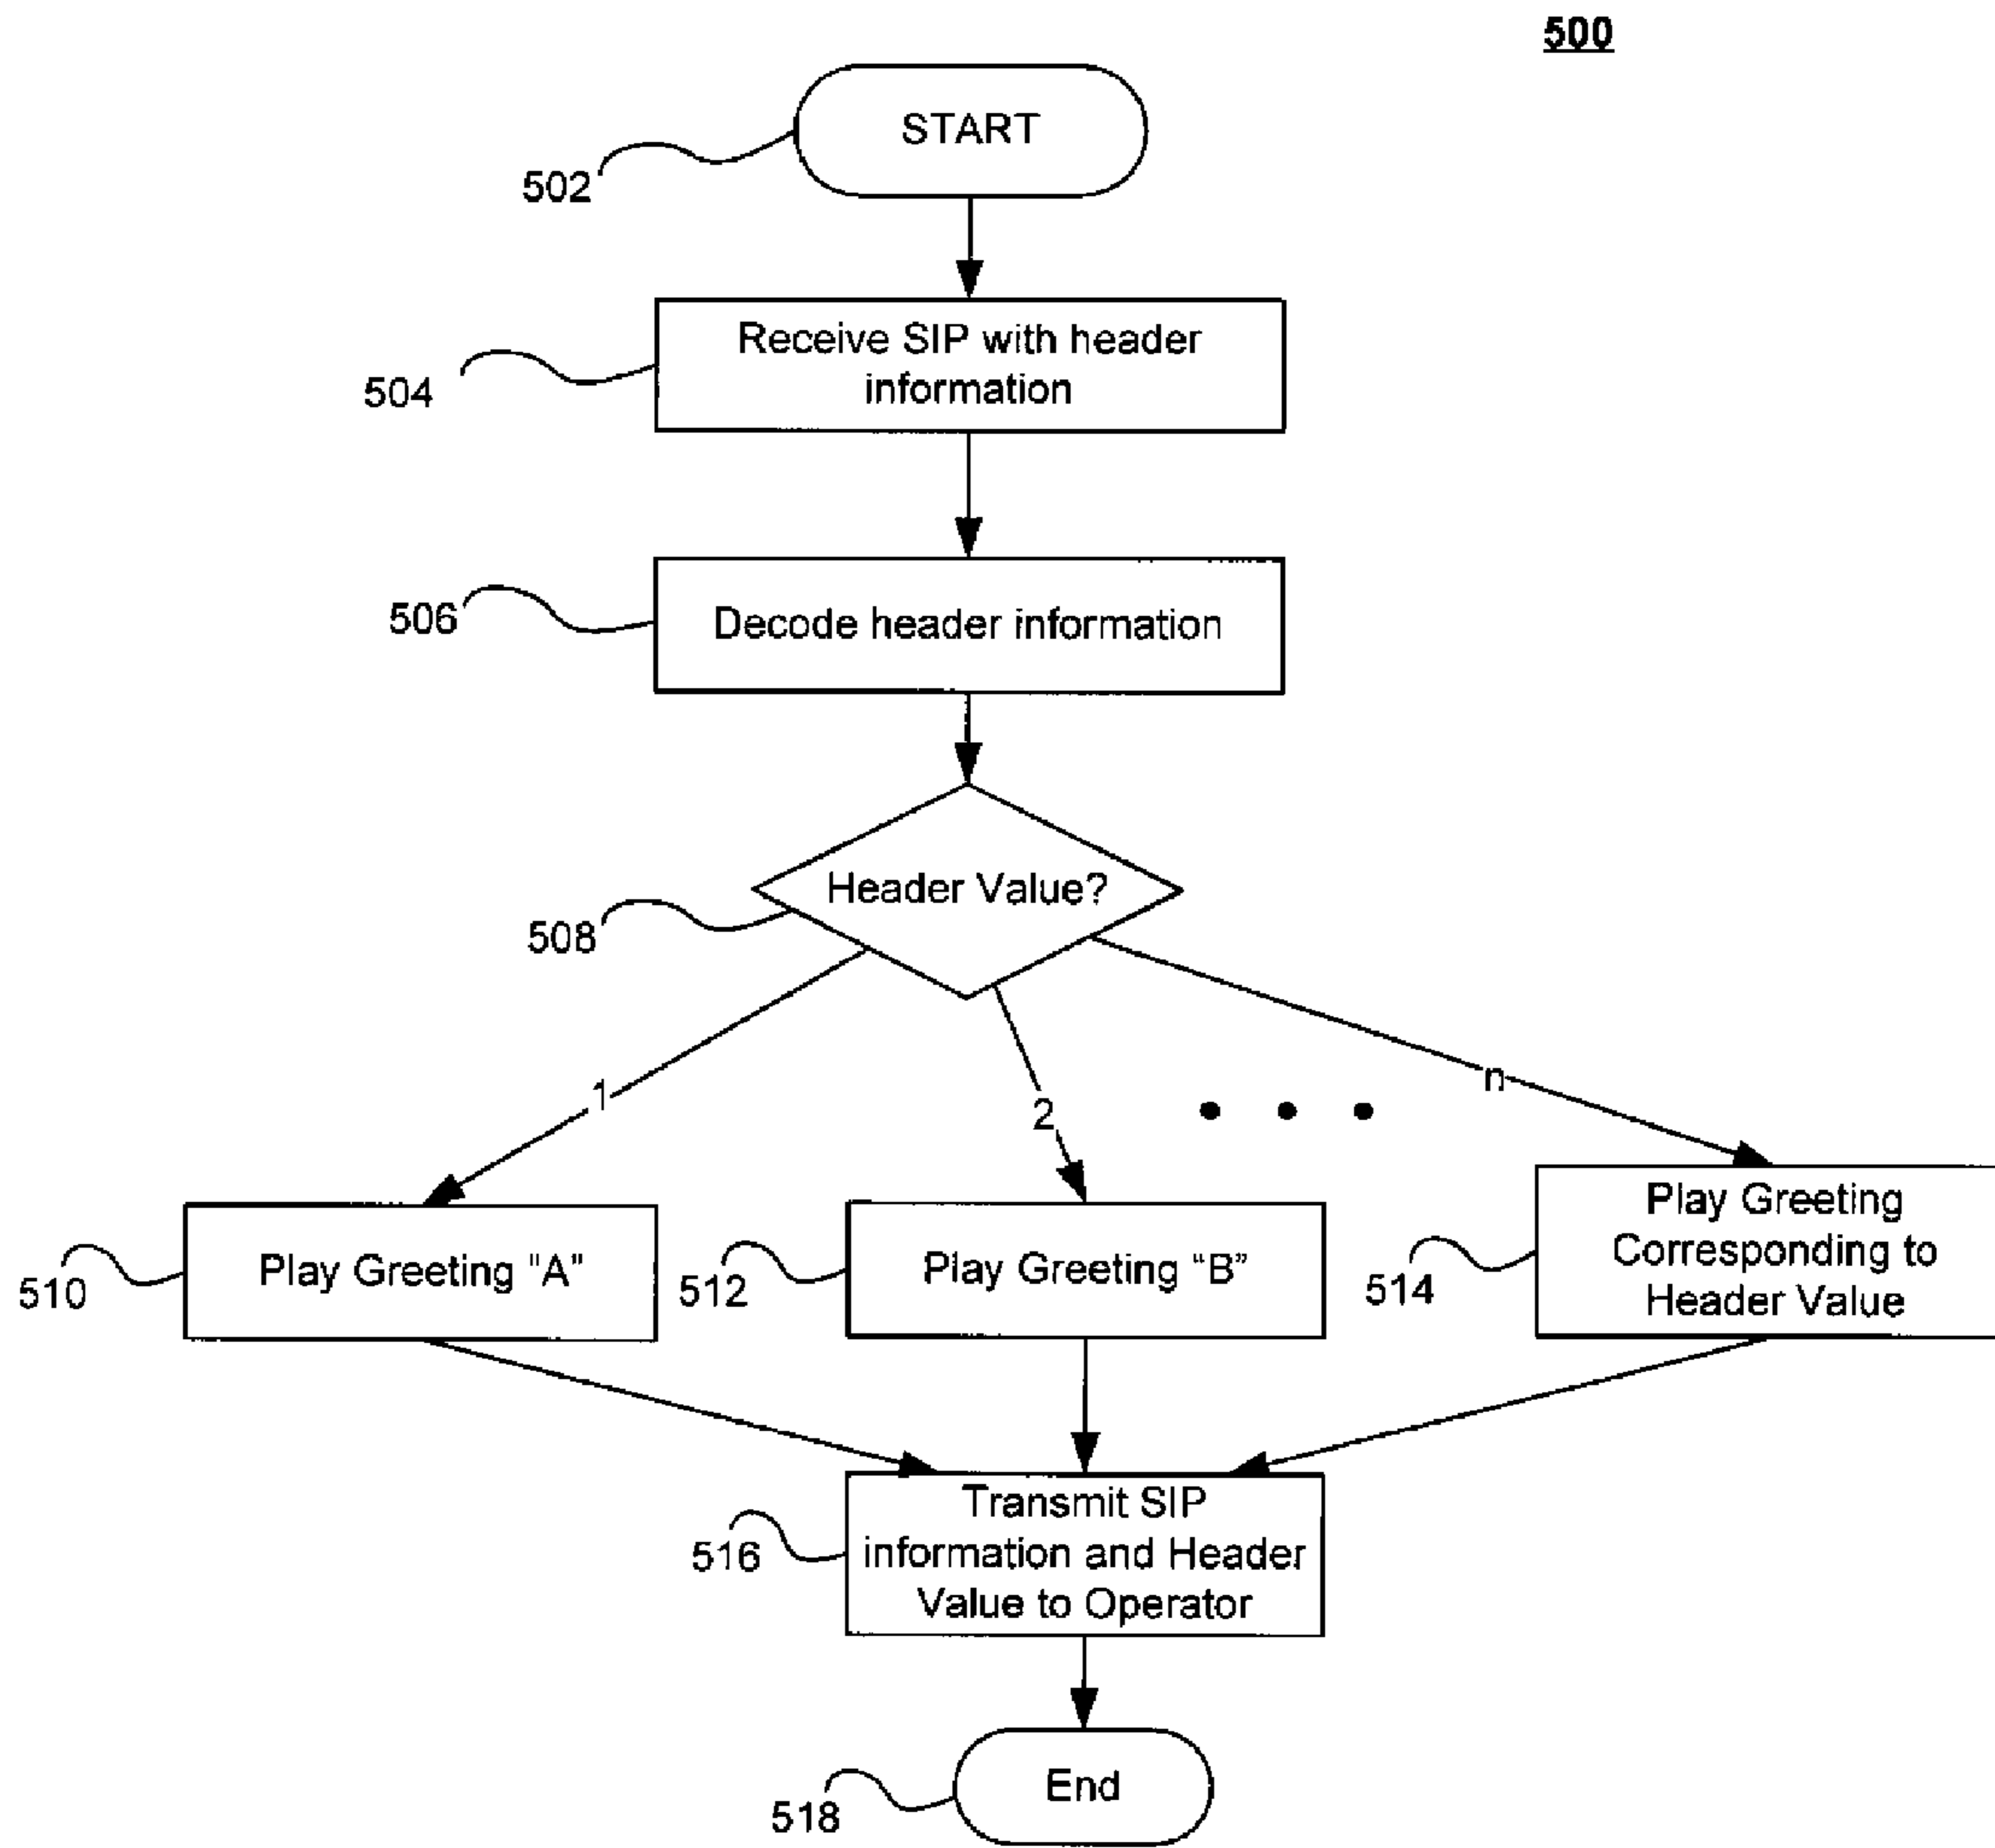 500
START
502
Receive SIP with header
information
504
Decode header information
506
Header Value?
508
1
2
n
Play Greeting "A"
510
Play Greeting “B”
512
Play Greeting
Corresponding to
Header Value
514
Transmit SIP
information and Header
Value to Operator
516
End
518